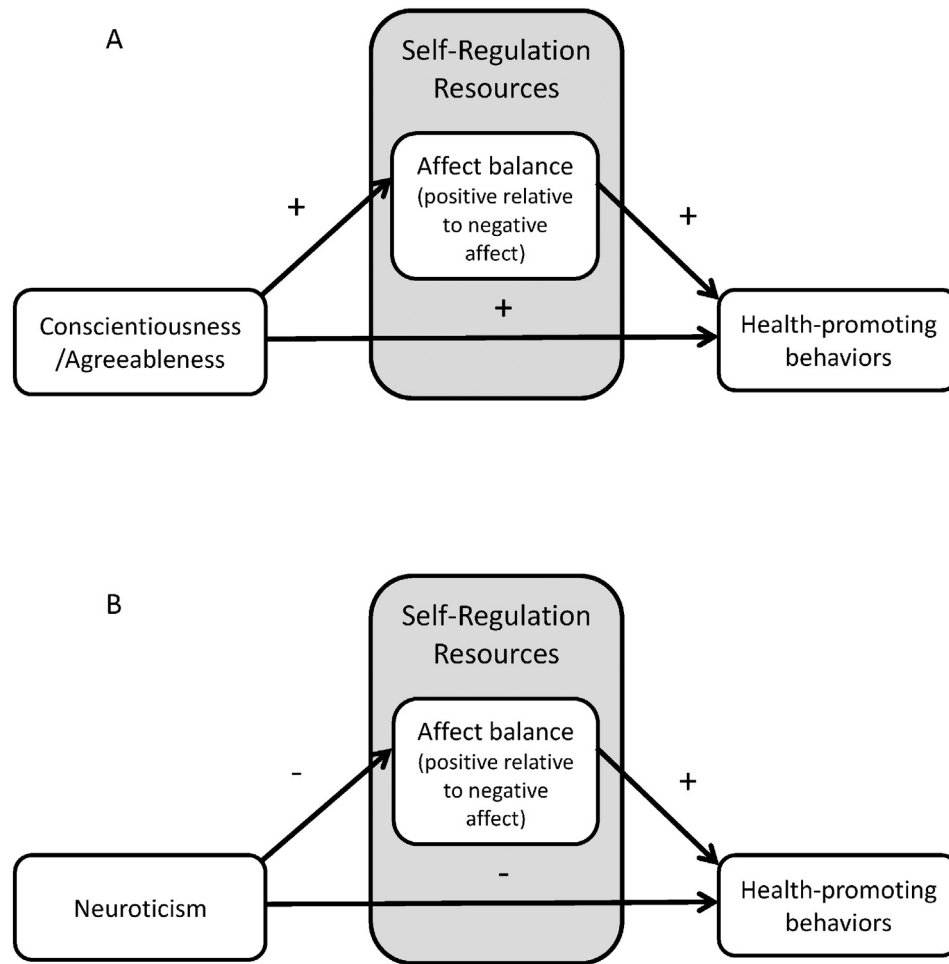 A
Self-Regulation
Resources
Affect balance
(positive relative
to negative
affect)
+
+
+
Conscientiousness
/Agreeableness
Health-promoting
behaviors
B
Self-Regulation
Resources
Affect balance
(positive relative
to negative
affect)
-
+
-
Neuroticism
Health-promoting
behaviors